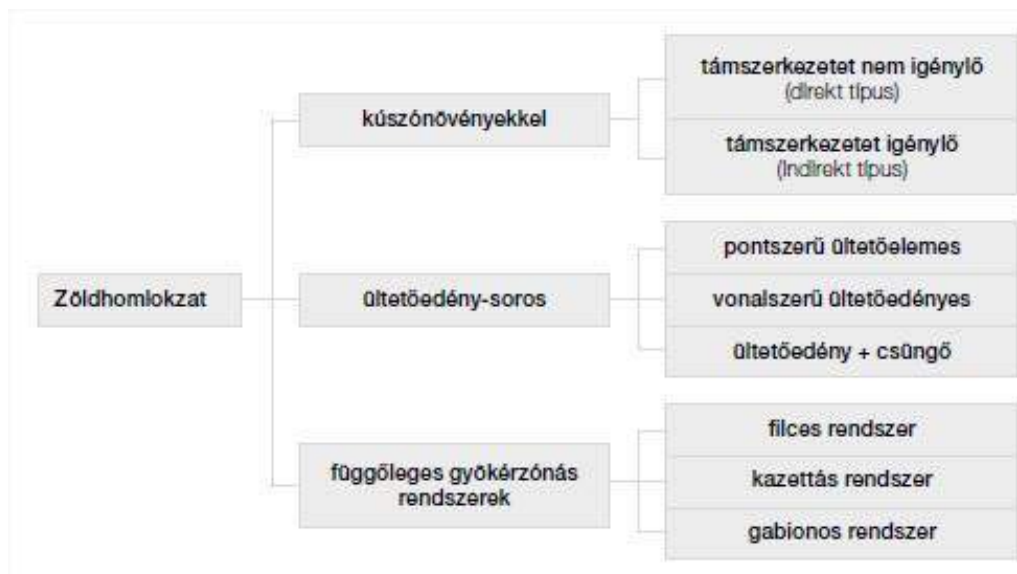 Zöldhomlokzat
kúszónövényekkel
támszerkezetet nem igénylő
(direkt típus)
támszerkezetet igénylő
(indirekt típus)
ültetőedény-soros
pontszerű ültetőelemes
vonalszerű ültetőedényes
ültetőedény + csüngő
függőleges gyökérzónás
rendszerek
filces rendszer
kazettás rendszer
gabionos rendszer